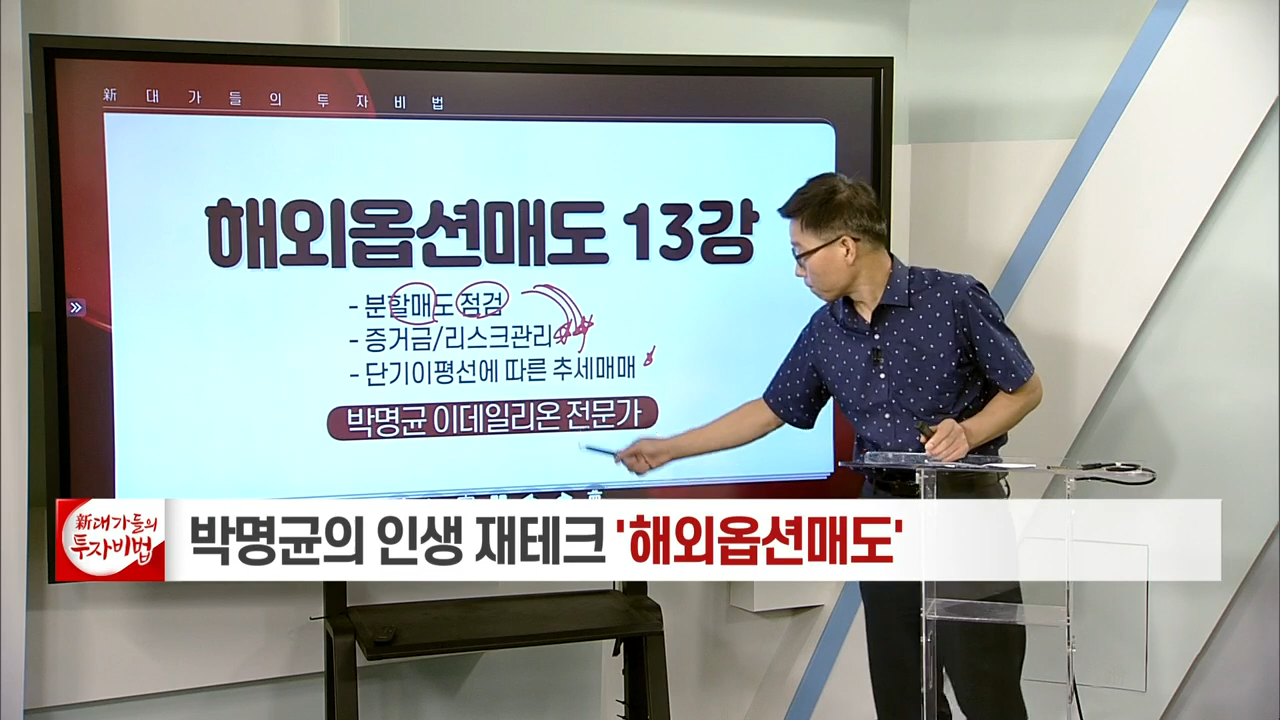 新 대 가 들 의 투 자 비 법
해외옵션매도 13강
- 분할매도 점검
- 증거금/리스크관리
- 단기이평선에 따른 추세매매
박명균 이데일리온 전문가
新대가들의
투자비법
박명균의 인생 재테크 '해외옵션매도'